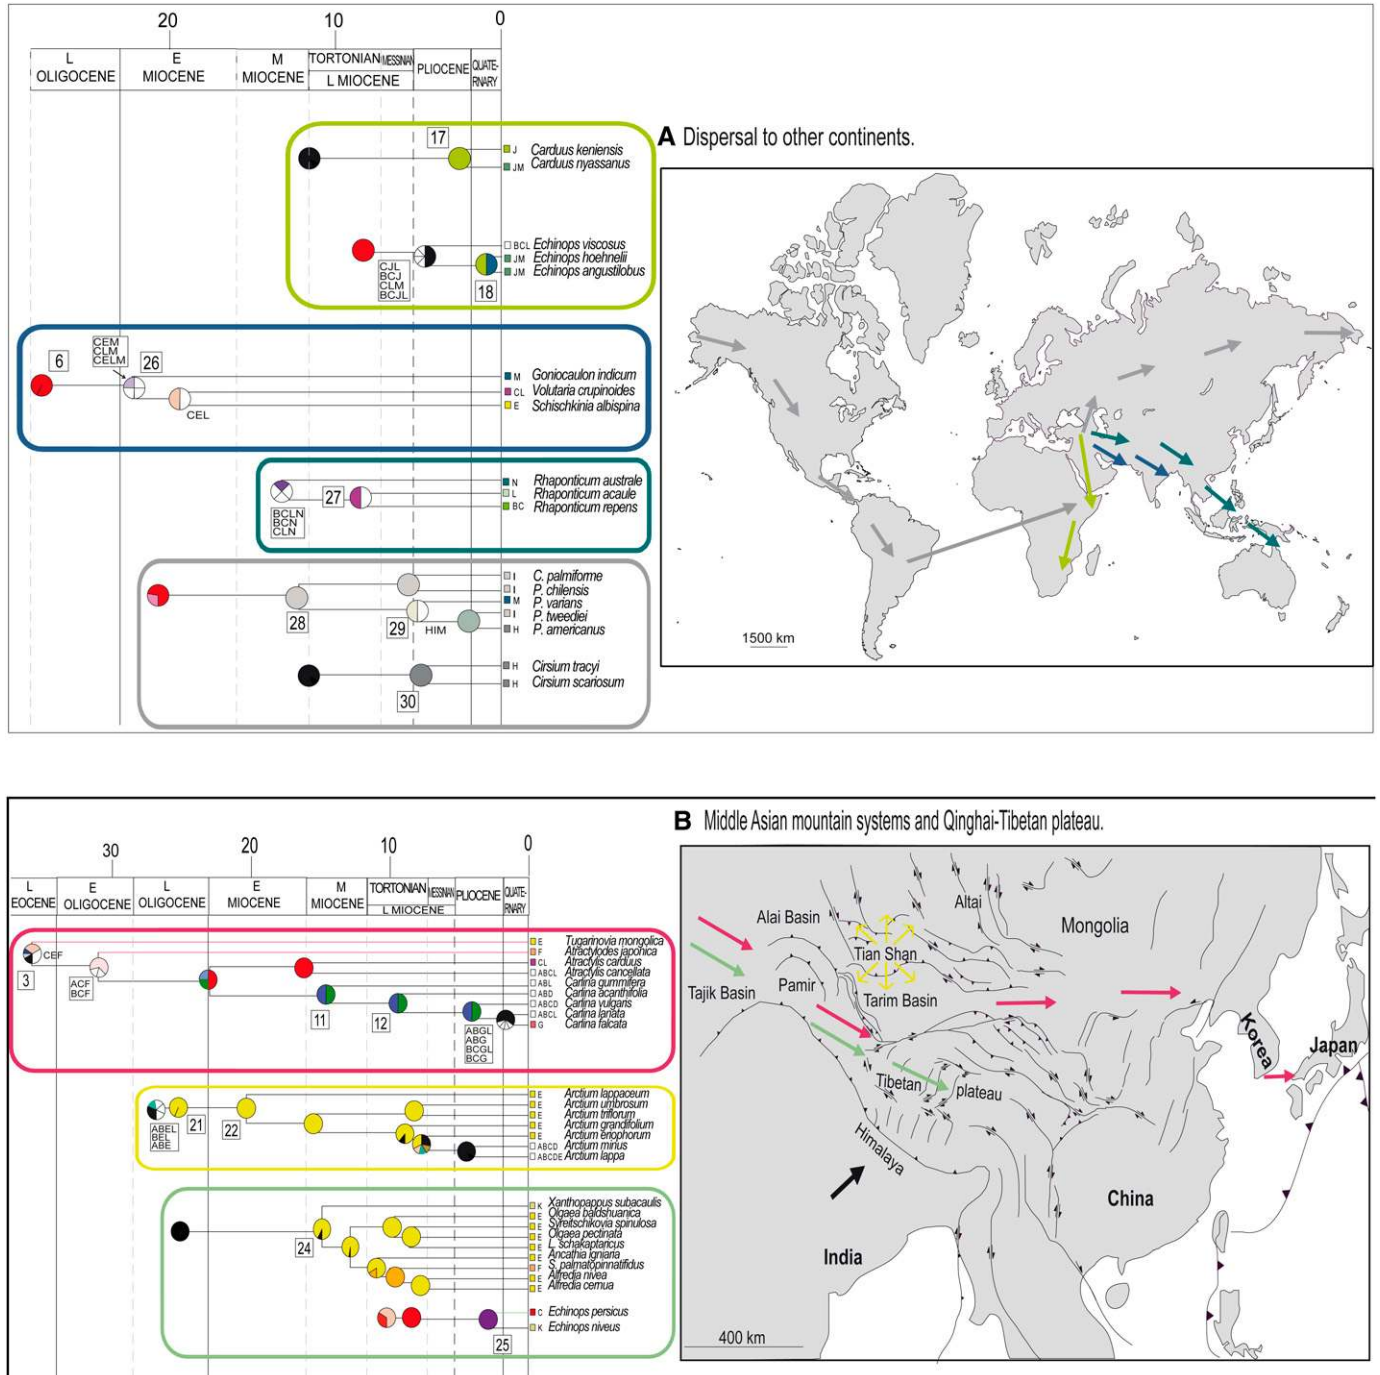 20
10
0
L
OLIGOCENE
E
MIOCENE
M
MIOCENE
TORTONIAN
MESSINIAN
L MIOCENE
PLIOCENE
QUATE-
RNARY
17
J Carduus keniensis
JM Carduus nyassanus
BCL Echinops viscosus
JM Echinops hoehnelii
JM Echinops angustilobus
CJL
BCJ
CLM
BCJL
18
6
CEM
CLM
CELM
26
CEL
M Goniocaulon indicum
CL Volutaria crupinoides
E Schischkinia albispina
27
BCLN
BCN
CLN
N Rhaponticum australe
L Rhaponticum acaule
BC Rhaponticum repens
28
29
HIM
I C. palmiforme
I P. chilensis
M P. varians
I P. tweediei
H P. americanus
30
H Cirsium tracyi
H Cirsium scariosum
A Dispersal to other continents.
1500 km
30
20
10
0
L
EOCENE
E
OLIGOCENE
L
OLIGOCENE
E
MIOCENE
M
MIOCENE
TORTONIAN
MESSINIAN
L MIOCENE
PLIOCENE
QUATE-
RNARY
3
CEF
ACF
BCF
11
12
ABGL
ABG
BCGL
BCG
E Tugarinovia mongolica
F Atractylodes japonica
CL Atractylis carduus
ABCL Atractylis cancellata
ABL Carlina gummifera
ABD Carlina acanthifolia
ABCD Carlina vulgaris
ABCL Carlina lanata
G Carlina falcata
ABEL
BEL
ABE
21
22
E Arctium lappaceum
E Arctium umbrosum
E Arctium triflorum
E Arctium grandifolium
E Arctium eriophorum
ABCD Arctium minus
ABCDE Arctium lappa
24
K Xanthopappus subacaulis
E Olgaea baldshuanica
E Syreitschikovia spinulosa
E Olgaea pectinata
E L. schakaptaricus
E Ancathia igniaria
F S. palmatopinnatifidus
E Alfredia nivea
E Alfredia cernua
C Echinops persicus
K Echinops niveus
25
B Middle Asian mountain systems and Qinghai-Tibetan plateau.
Alai Basin
Altai
Mongolia
Tian Shan
Tajik Basin
Pamir
Tarim Basin
Korea
Japan
Tibetan plateau
Himalaya
China
India
400 km